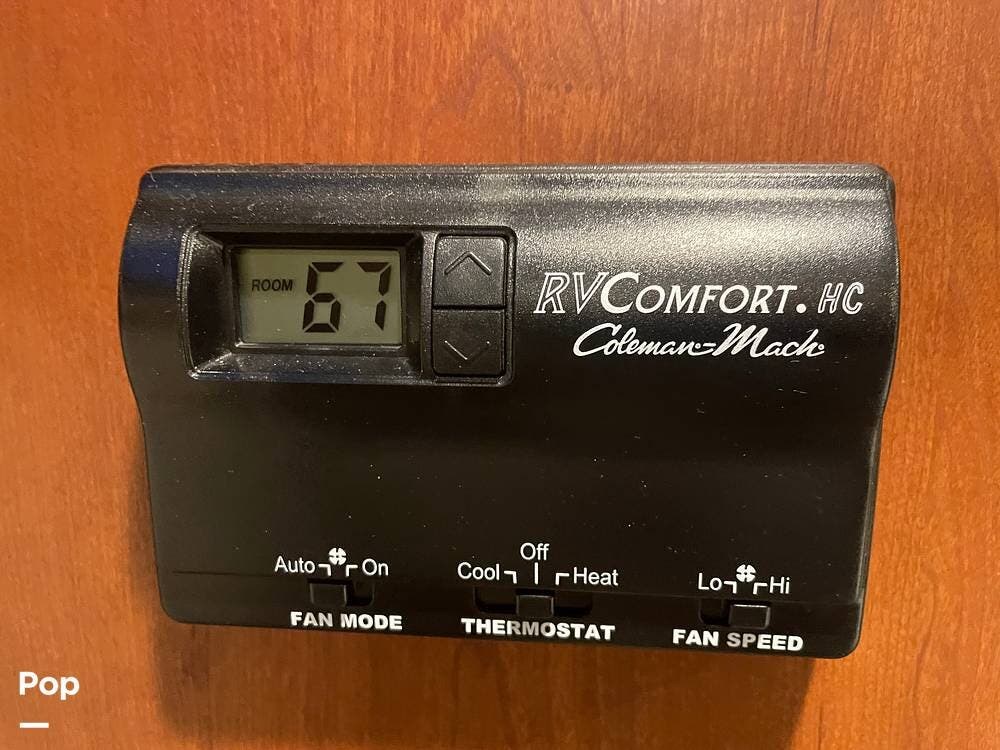 ROOM 67
RVCOMFORT. HC
Coleman-Mach
Auto On
Cool Off Heat
Lo Hi
FAN MODE
THERMOSTAT
FAN SPEED
Pop